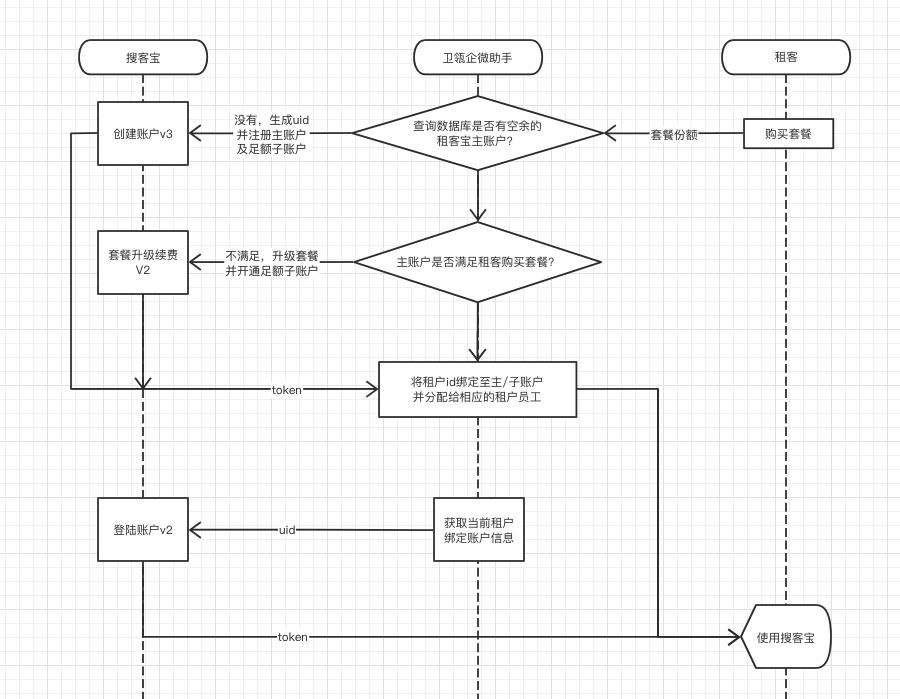 搜客宝
卫瓴企微助手
租客
创建账户v3
没有，生成uid
并注册主账户
及足额子账户
查询数据库是否有空余的
租客宝主账户?
套餐份额
购买套餐
套餐升级续费
V2
不满足，升级套餐
并开通足额子账户
主账户是否满足租客购买套餐?
token
将租户id绑定至主/子账户
并分配给相应的租户员工
登陆账户v2
uid
获取当前租户
绑定账户信息
token
使用搜客宝